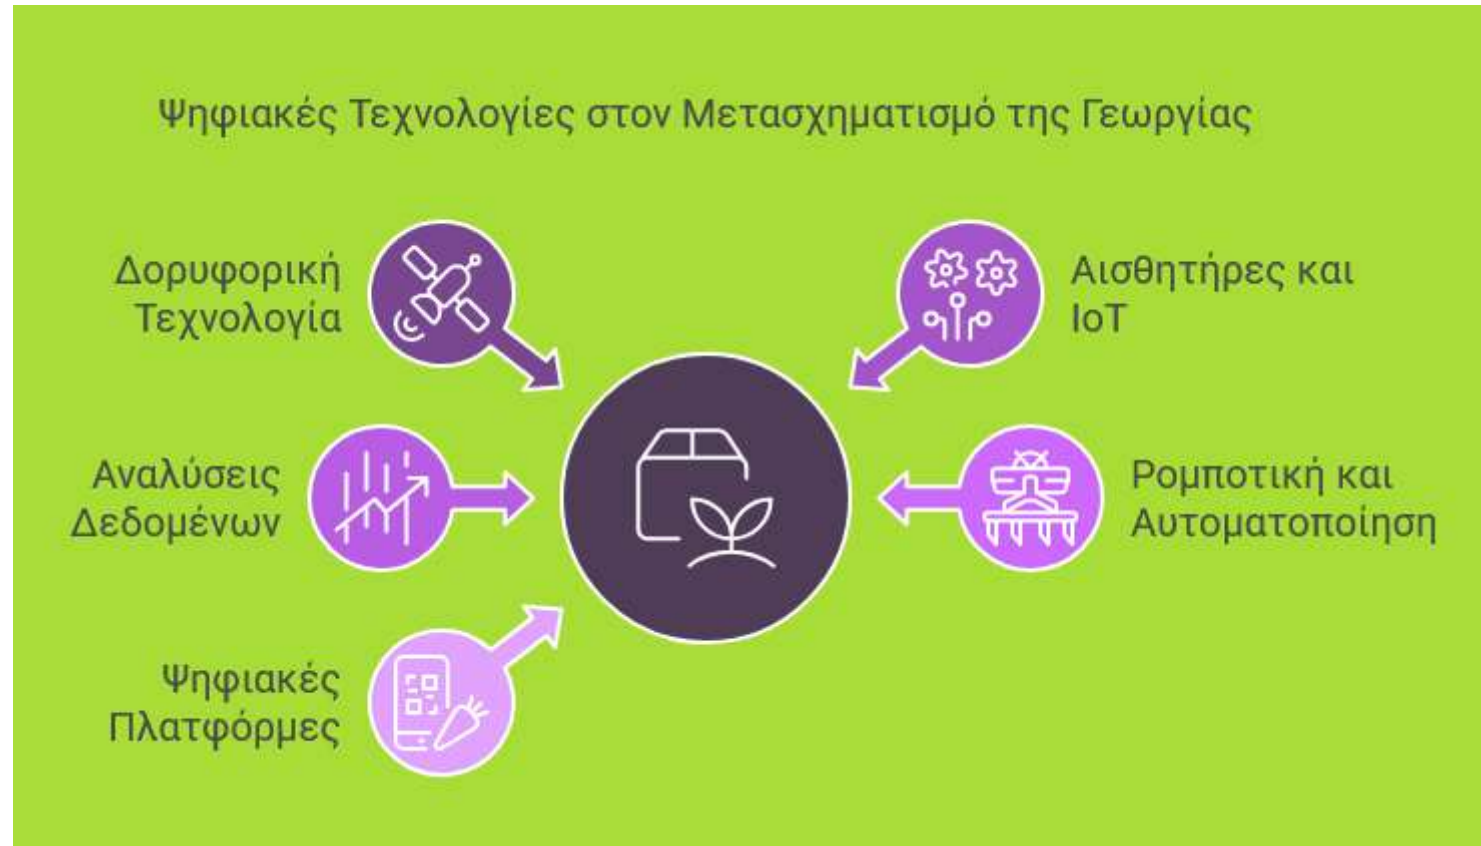 Ψηφιακές Τεχνολογίες στον Μετασχηματισμό της Γεωργίας
Δορυφορική
Τεχνολογία
Αισθητήρες και
IoT
Αναλύσεις
Δεδομένων
Ρομποτική και
Αυτοματοποίηση
Ψηφιακές
Πλατφόρμες